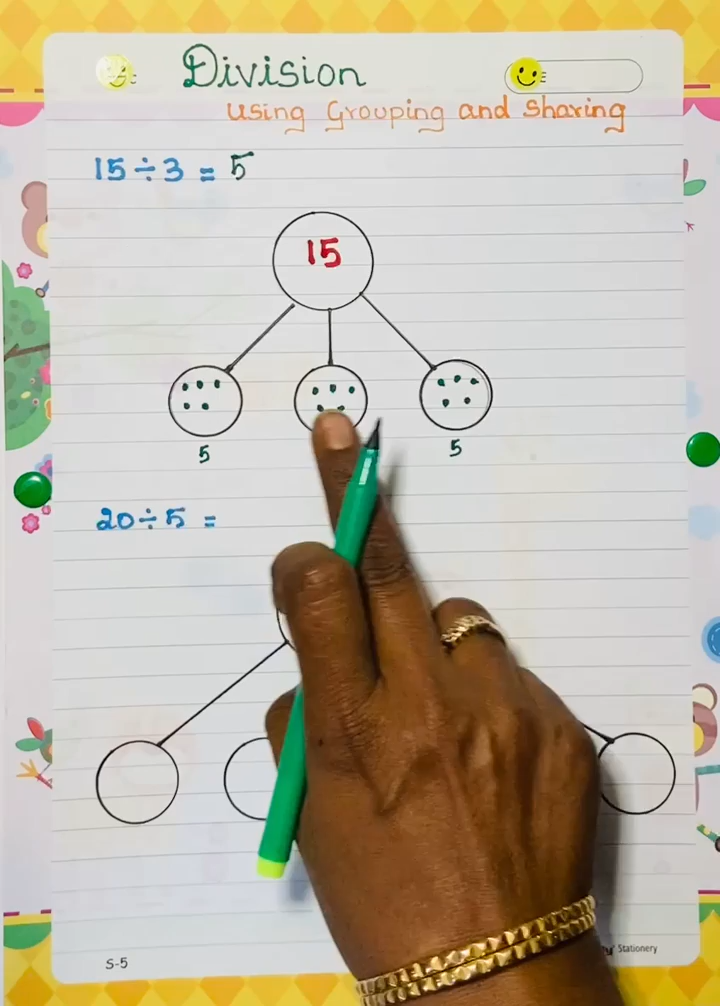 Division
using Grouping and Sharing
15 ÷ 3 = 5
15
5
5
20 ÷ 5 =
S-5
Stationery